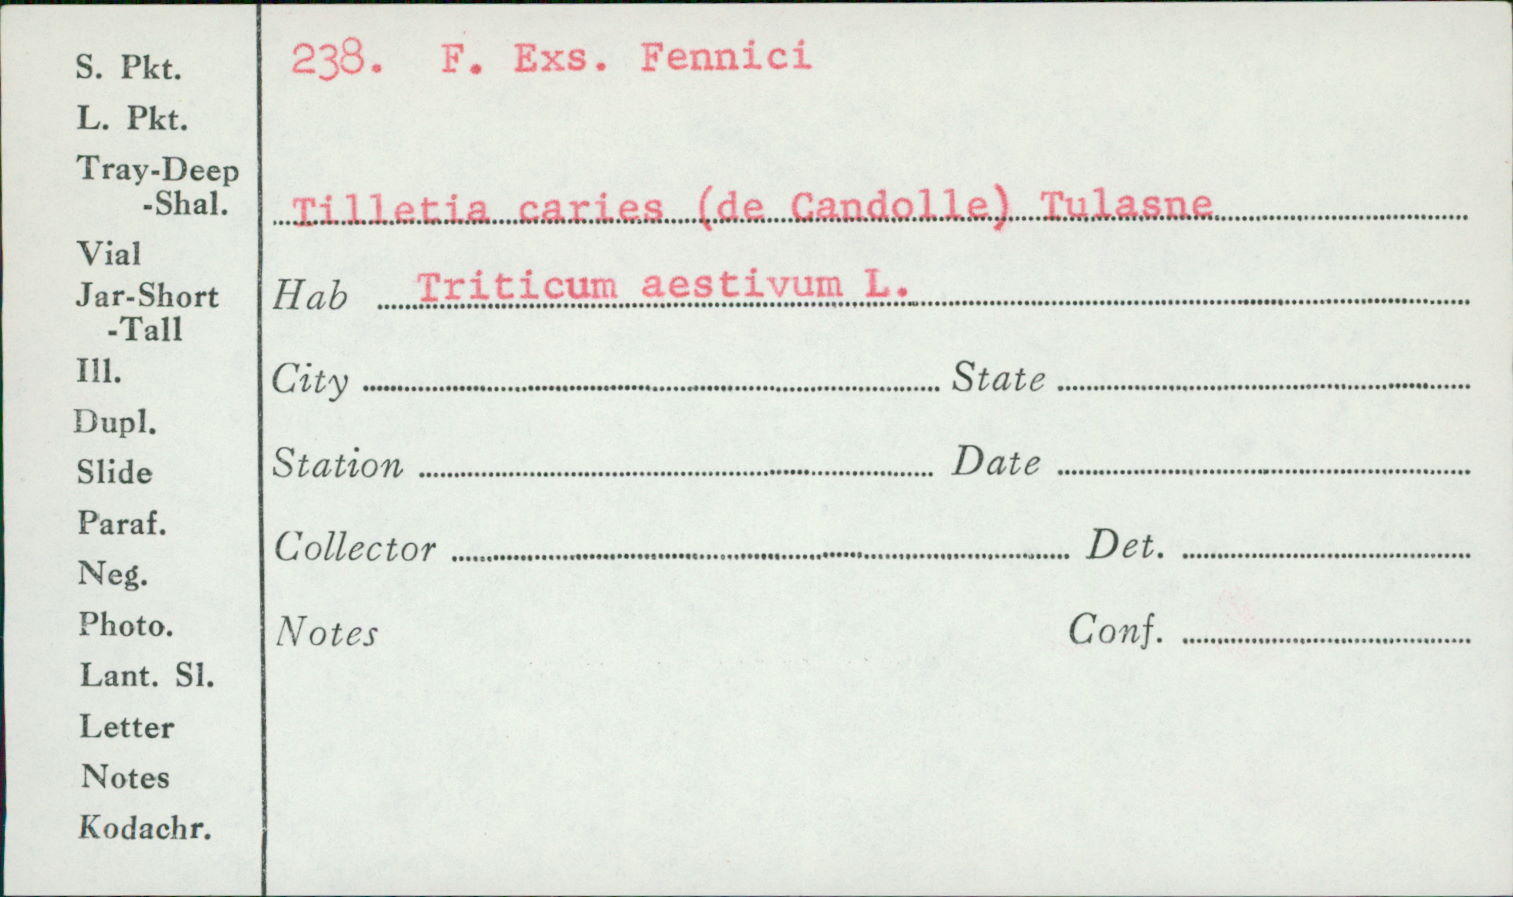 238. F. Exs. Fennici
Tilletia caries (de Candolle) Tulasne
Hab Triticum aestivum L.
City State
Station Date
Collector Det.
Notes Conf.
S. Pkt.
L. Pkt.
Tray-Deep
-Shal.
Vial
Jar-Short
-Tall
Ill.
Dupl.
Slide
Paraf.
Neg.
Photo.
Lant. Sl.
Letter
Notes
Kodachr.